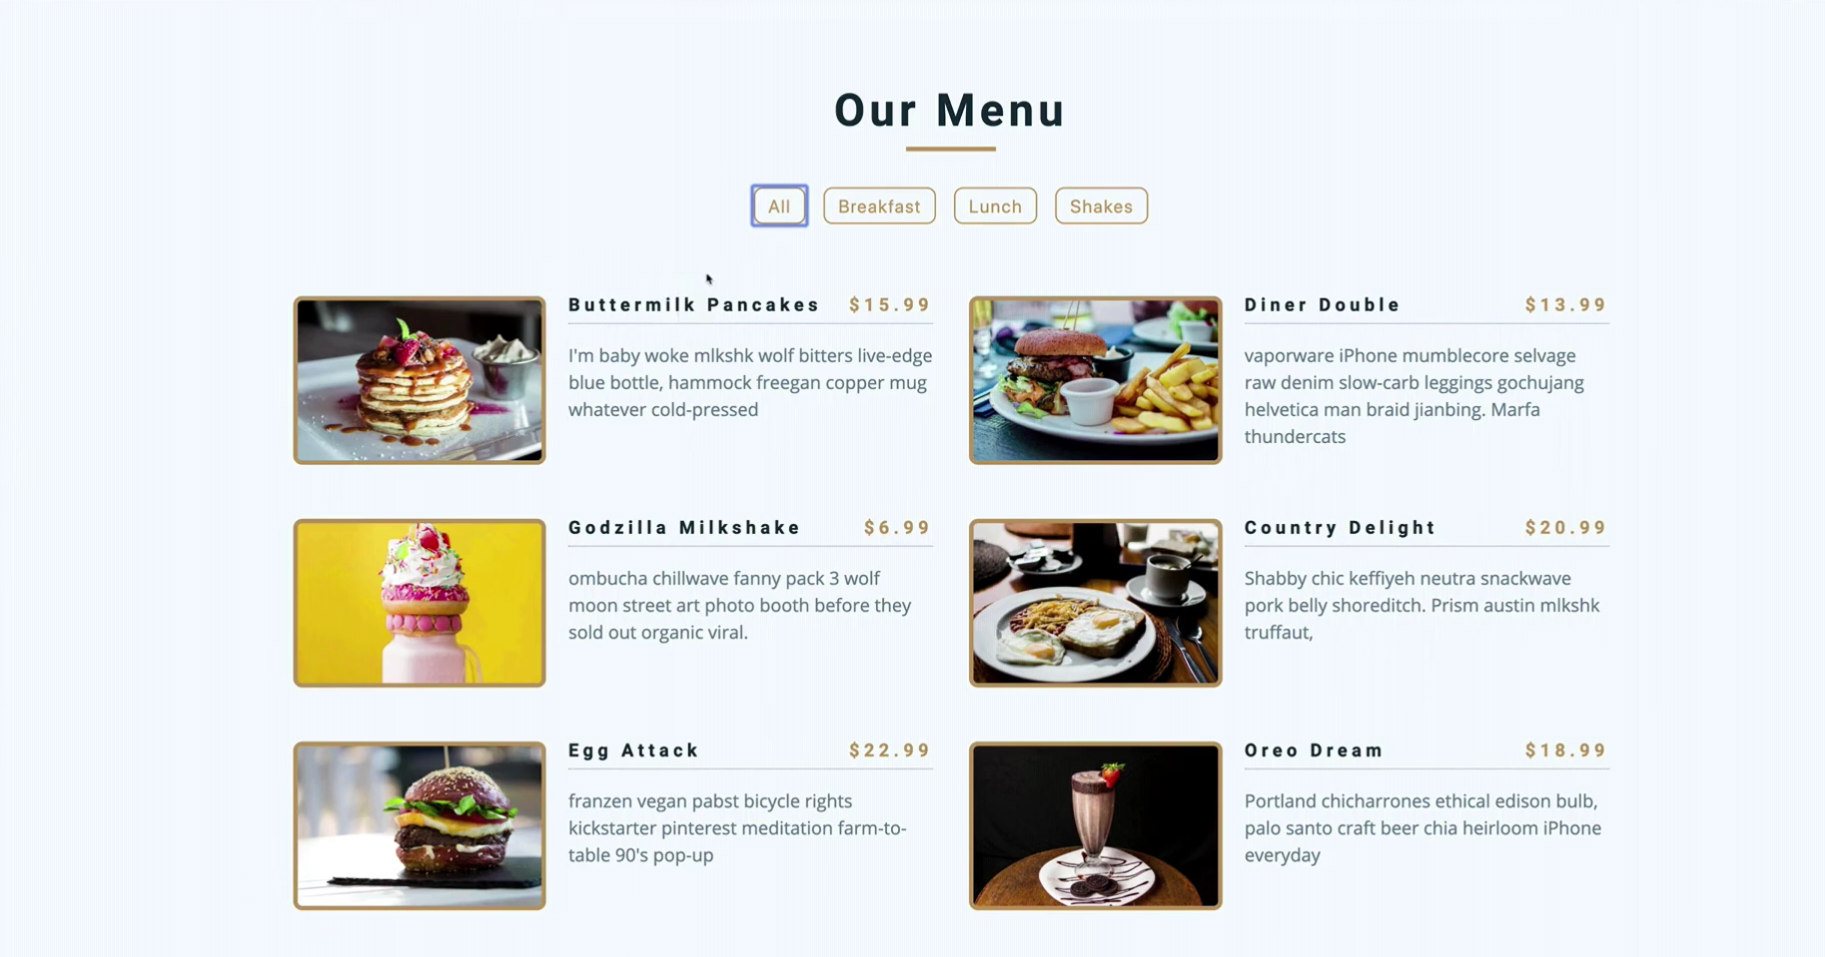 Our Menu
All
Breakfast
Lunch
Shakes
Buttermilk Pancakes $15.99
I'm baby woke mlkshk wolf bitters live-edge
blue bottle, hammock freegan copper mug
whatever cold-pressed
Diner Double $13.99
vaporware iPhone mumblecore selvage
raw denim slow-carb leggings gochujang
helvetica man braid jianbing. Marfa
thundercats
Godzilla Milkshake $6.99
ombucha chillwave fanny pack 3 wolf
moon street art photo booth before they
sold out organic viral.
Country Delight $20.99
Shabby chic keffiyeh neutra snackwave
pork belly shoreditch. Prism austin mlkshk
truffaut,
Egg Attack $22.99
franzen vegan pabst bicycle rights
kickstarter pinterest meditation farm-to-
table 90's pop-up
Oreo Dream $18.99
Portland chicharrones ethical edison bulb,
palo santo craft beer chia heirloom iPhone
everyday